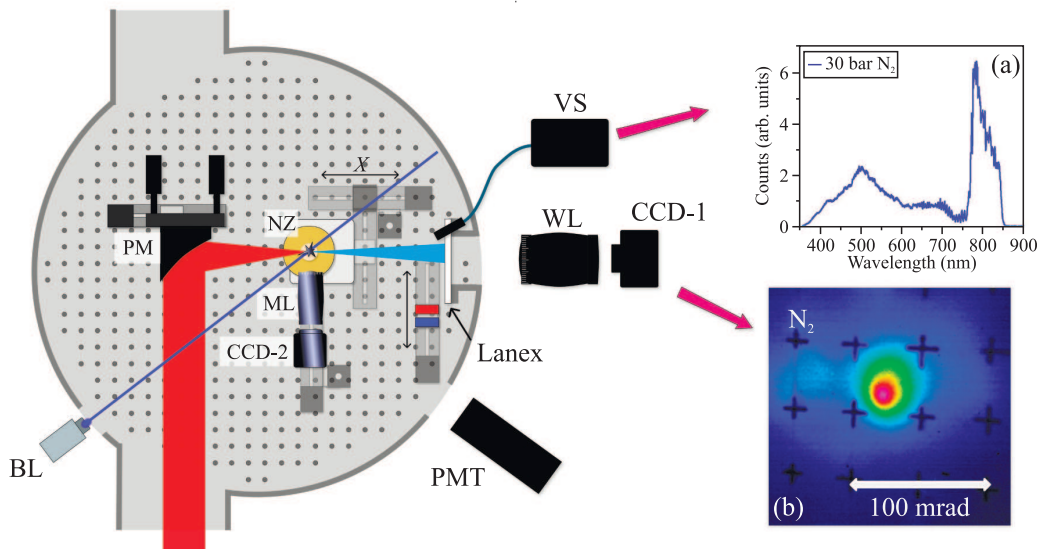 PM
NZ
X
ML
CCD-2
BL
VS
WL
CCD-1
Lanex
PMT
30 bar N₂
(a)
Counts (arb. units)
6
4
2
0
400 500 600 700 800 900
Wavelength (nm)
N₂
100 mrad
(b)